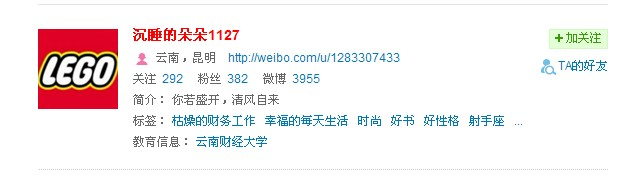 LEGO
沉睡的朵朵1127
+加关注
云南，昆明 http://weibo.com/u/1283307433
TA的好友
关注 292 粉丝 382 微博 3955
简介： 你若盛开，清风自来
标签： 枯燥的财务工作 幸福的每天生活 时尚 好书 好性格 射手座 ...
教育信息： 云南财经大学